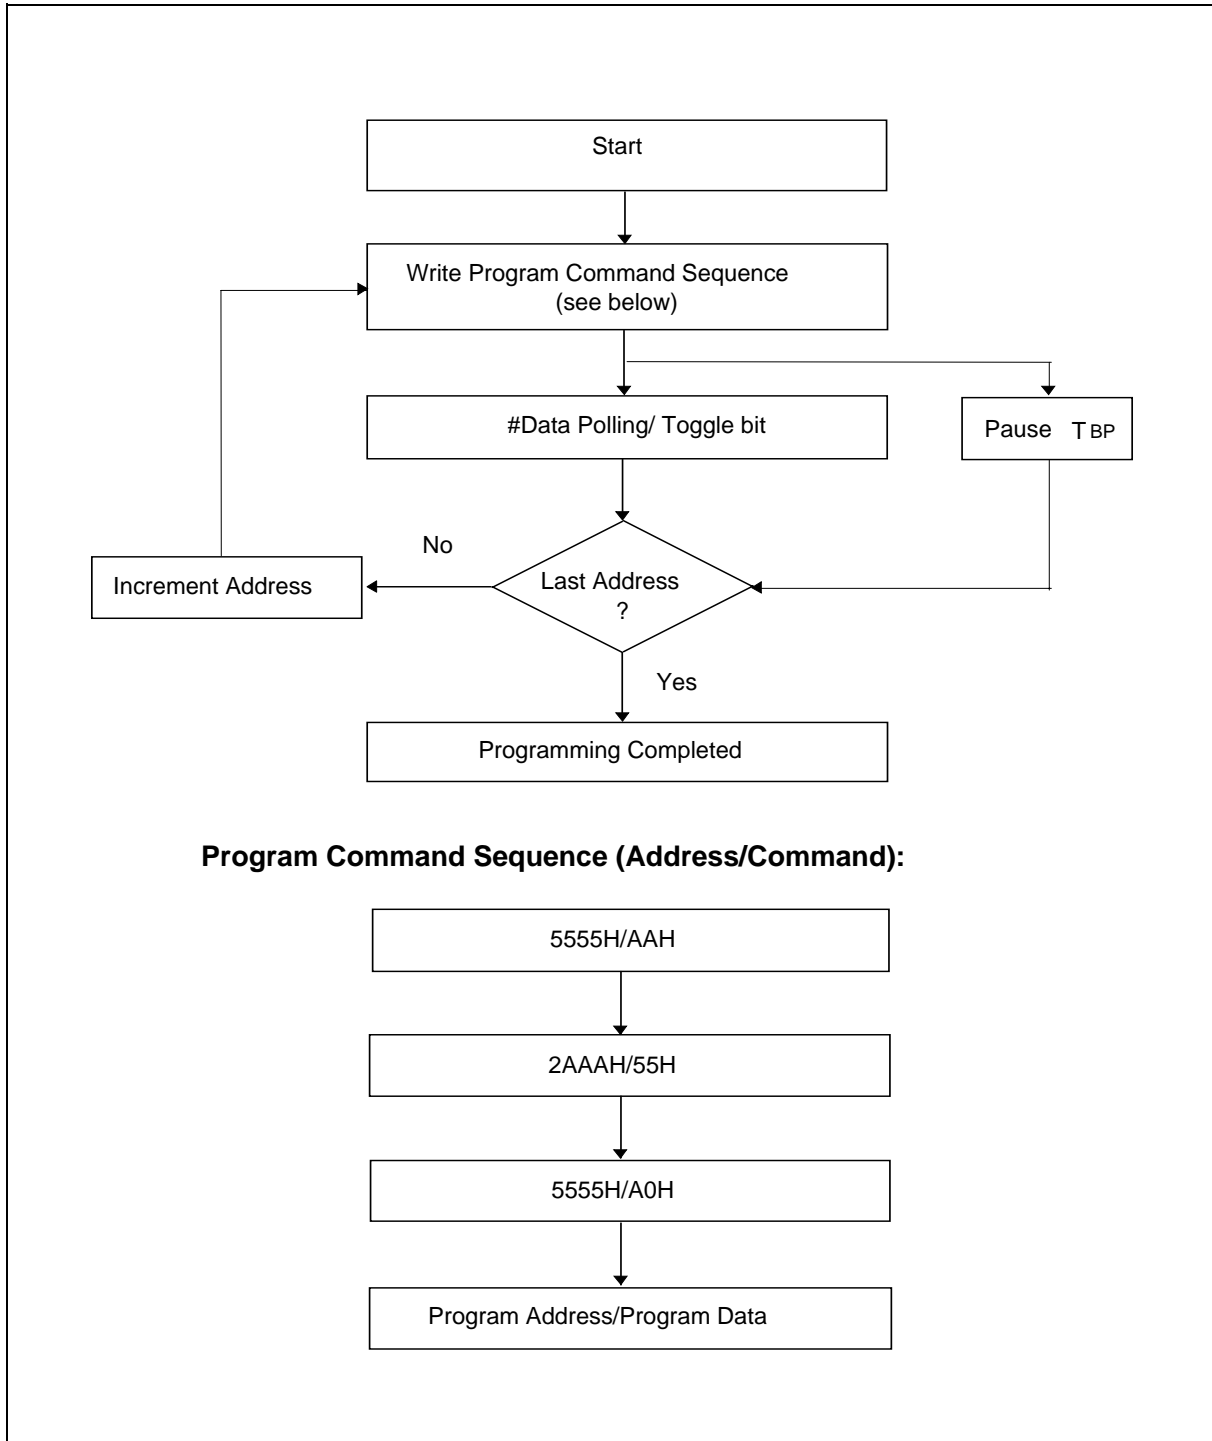 Start
Write Program Command Sequence
(see below)
#Data Polling/ Toggle bit
Pause TBP
No
Increment Address
Last Address
?
Yes
Programming Completed
Program Command Sequence (Address/Command):
5555H/AAH
2AAAH/55H
5555H/A0H
Program Address/Program Data